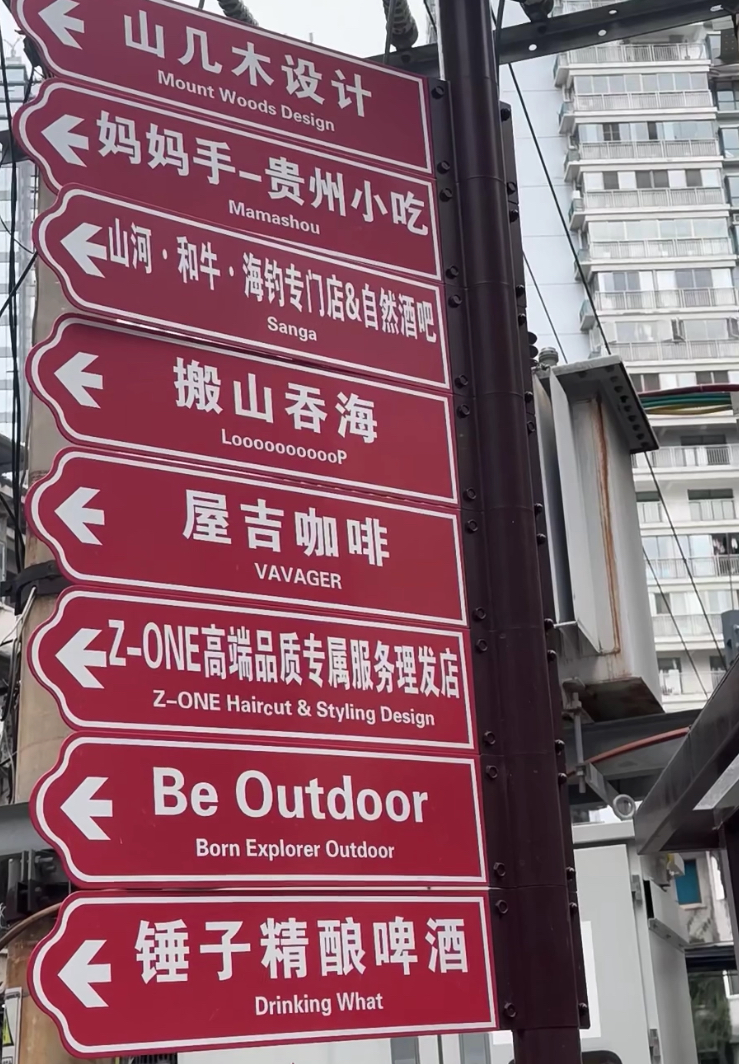 山几木设计
Mount Woods Design
妈妈手-贵州小吃
Mamashou
山河·和牛·海钓专门店&自然酒吧
Sanga
搬山吞海
LooooooooooP
屋吉咖啡
VAVAGER
Z-ONE高端品质专属服务理发店
Z-ONE Haircut & Styling Design
Be Outdoor
Born Explorer Outdoor
锤子精酿啤酒
Drinking What